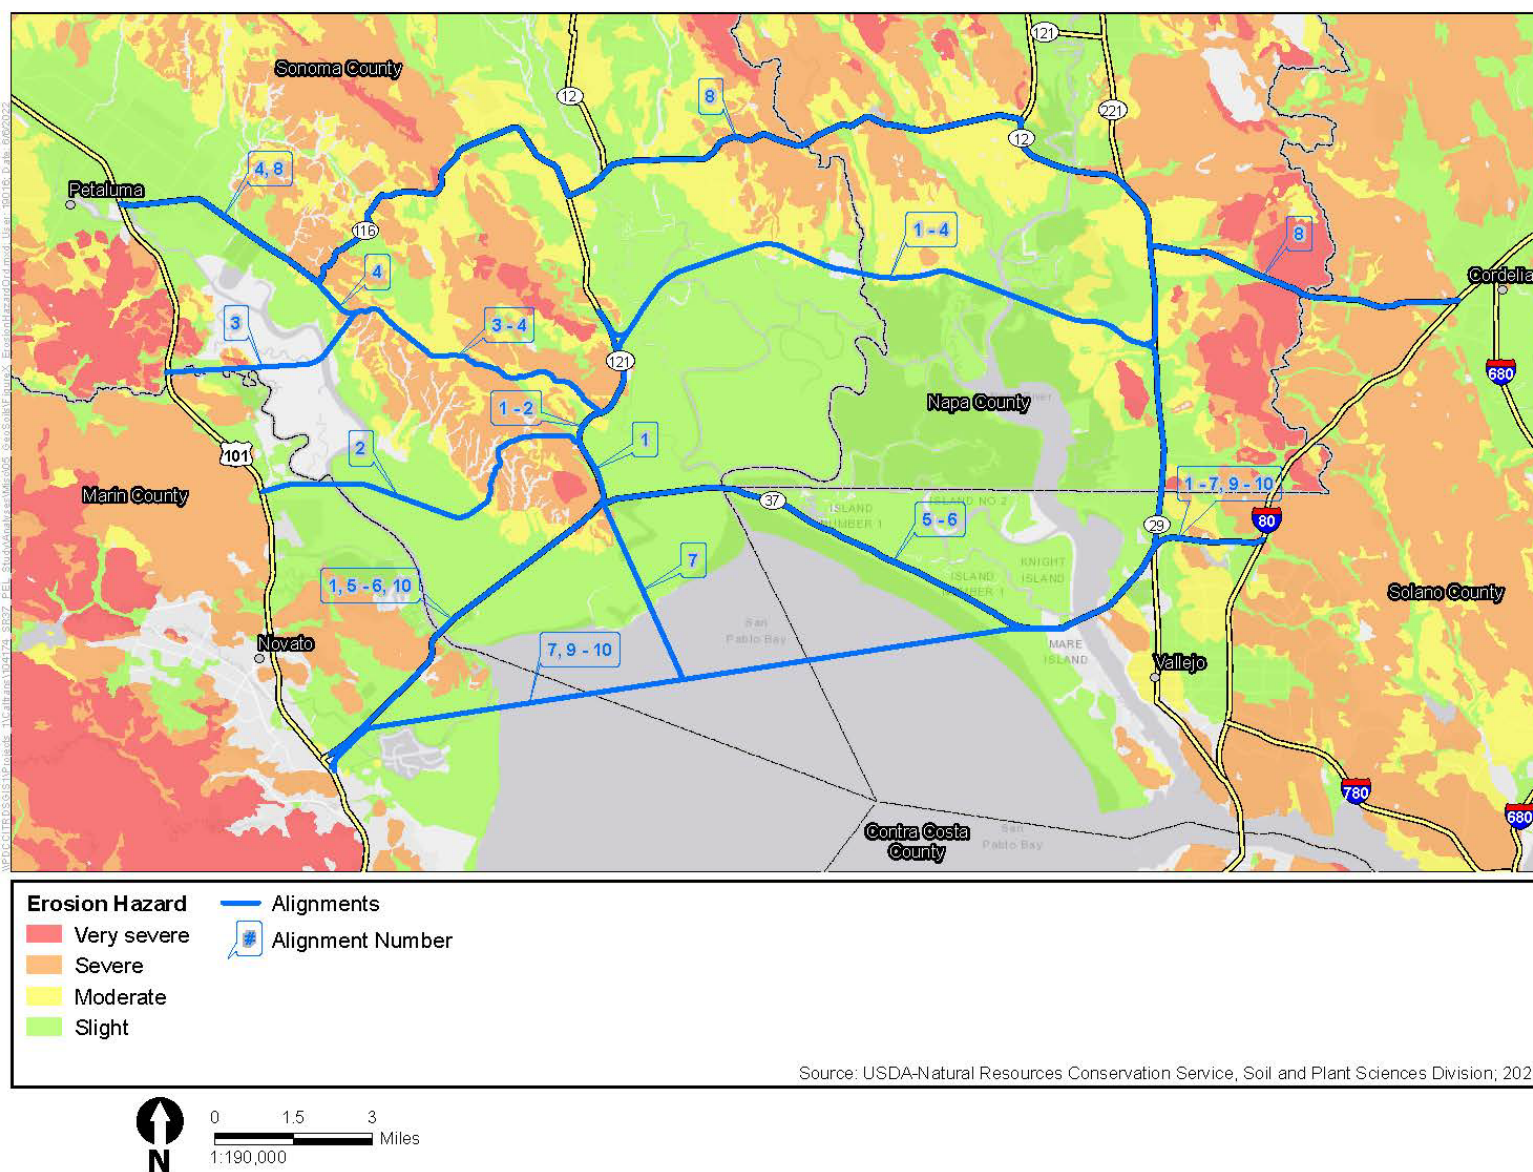 121
Sonoma County
12
8
221
12
4, 8
Petaluma
116
1 - 4
8
4
Cordelia
3
3 - 4
121
680
1 - 2
Napa County
1
101
2
Marin County
37
ISLAND NO 2
1 - 7, 9 - 10
ISLAND
NUMBER 1
5 - 6
29
80
7
KNIGHT
ISLAND
ISLAND
NUMBER 1
1, 5 - 6, 10
Solano County
San
Pablo Bay
Novato
7, 9 - 10
MARE
ISLAND
Vallejo
780
680
Contra Costa
County
San
Pablo Bay
Erosion Hazard
Very severe
Severe
Moderate
Slight
Alignments
# Alignment Number
Source: USDA-Natural Resources Conservation Service, Soil and Plant Sciences Division; 202
0 1.5 3
Miles
1:190,000
N